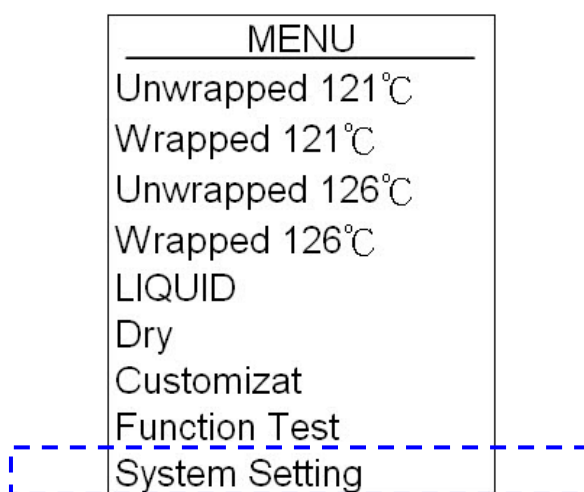 MENU
Unwrapped 121℃
Wrapped 121℃
Unwrapped 126℃
Wrapped 126℃
LIQUID
Dry
Customizat
Function Test
System Setting